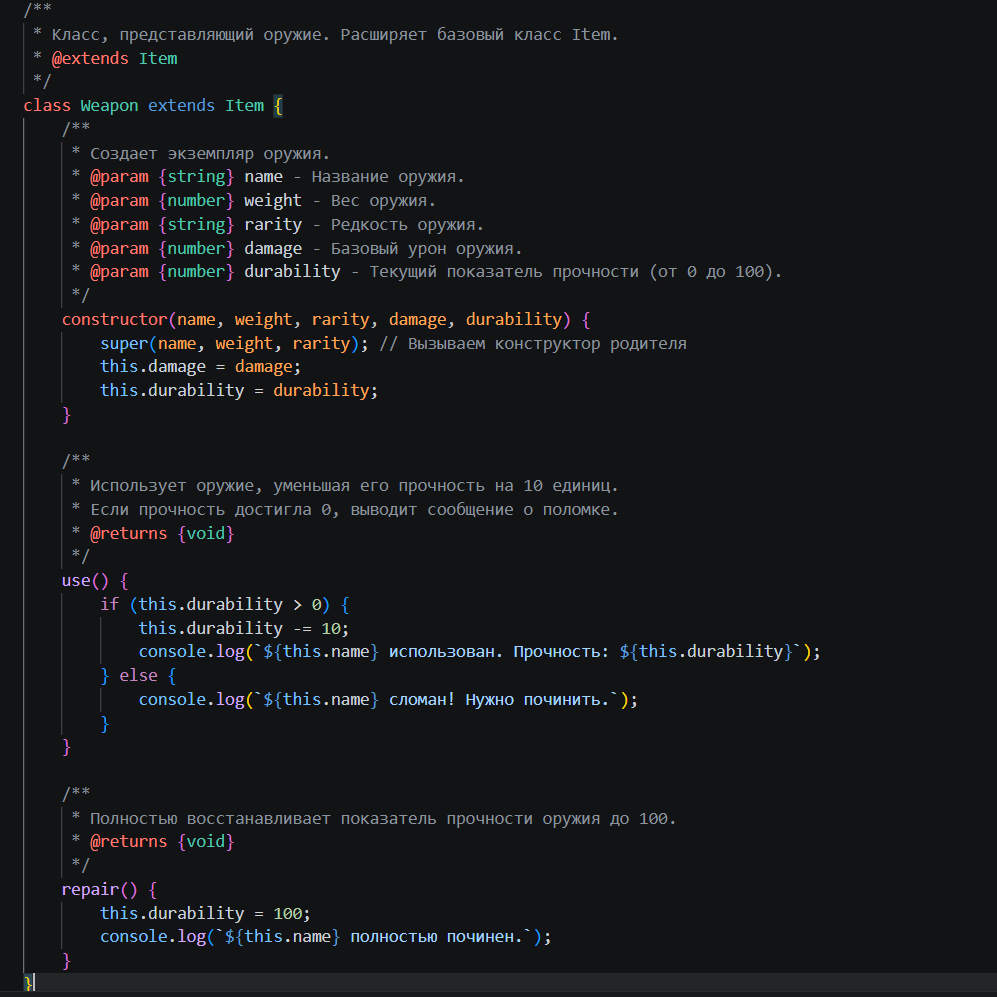 /**
 * Класс, представляющий оружие. Расширяет базовый класс Item.
 * @extends Item
 */
class Weapon extends Item {
    /**
     * Создает экземпляр оружия.
     * @param {string} name - Название оружия.
     * @param {number} weight - Вес оружия.
     * @param {string} rarity - Редкость оружия.
     * @param {number} damage - Базовый урон оружия.
     * @param {number} durability - Текущий показатель прочности (от 0 до 100).
     */
    constructor(name, weight, rarity, damage, durability) {
        super(name, weight, rarity); // Вызываем конструктор родителя
        this.damage = damage;
        this.durability = durability;
    }

    /**
     * Использует оружие, уменьшая его прочность на 10 единиц.
     * Если прочность достигла 0, выводит сообщение о поломке.
     * @returns {void}
     */
    use() {
        if (this.durability > 0) {
            this.durability -= 10;
            console.log(`${this.name} использован. Прочность: ${this.durability}`);
        } else {
            console.log(`${this.name} сломан! Нужно починить.`);
        }
    }

    /**
     * Полностью восстанавливает показатель прочности оружия до 100.
     * @returns {void}
     */
    repair() {
        this.durability = 100;
        console.log(`${this.name} полностью починен.`);
    }
}